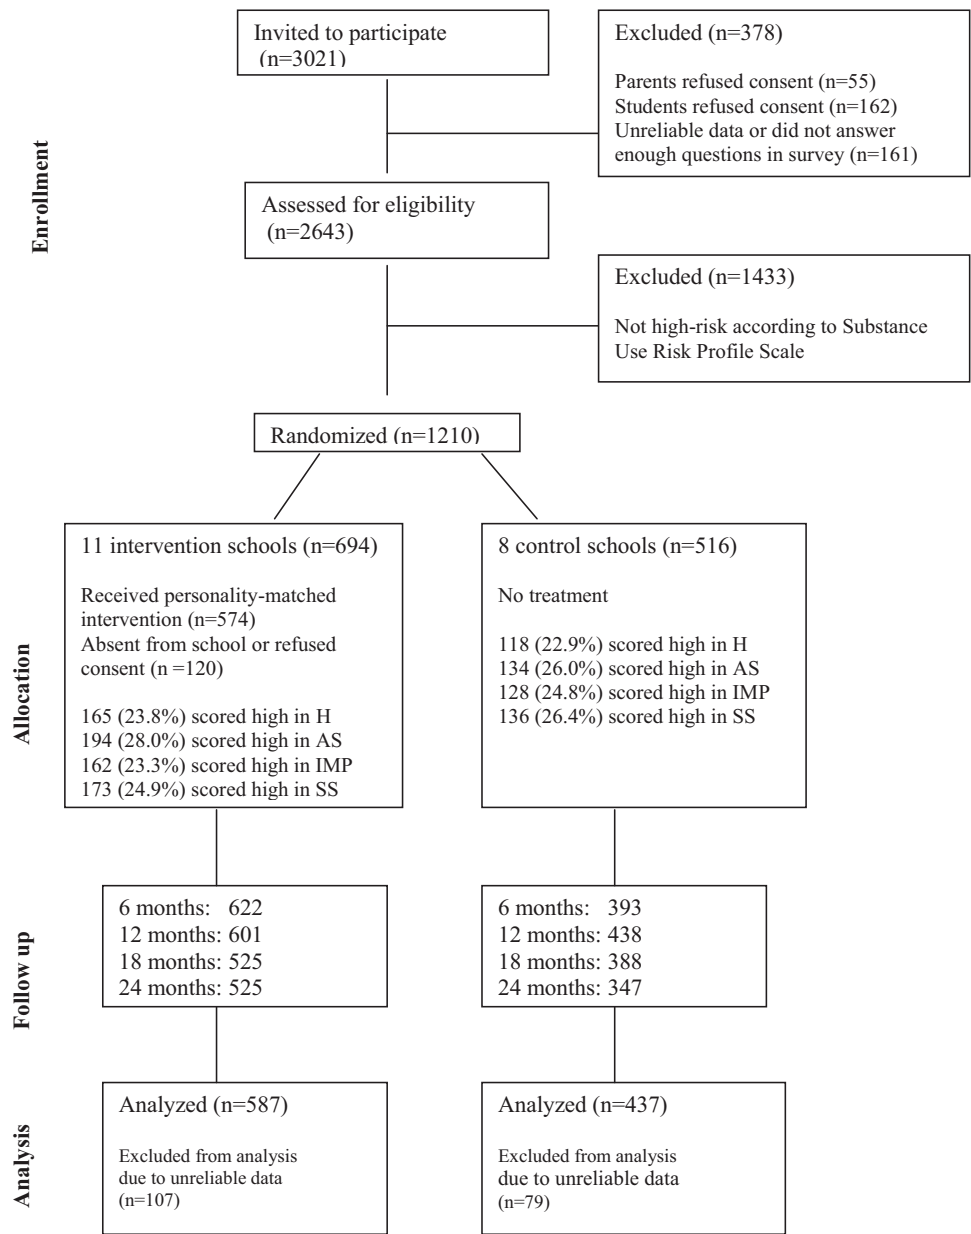 Enrollment
Invited to participate
(n=3021)
Excluded (n=378)
Parents refused consent (n=55)
Students refused consent (n=162)
Unreliable data or did not answer
enough questions in survey (n=161)
Assessed for eligibility
(n=2643)
Excluded (n=1433)
Not high-risk according to Substance
Use Risk Profile Scale
Randomized (n=1210)
Allocation
11 intervention schools (n=694)
Received personality-matched
intervention (n=574)
Absent from school or refused
consent (n =120)
165 (23.8%) scored high in H
194 (28.0%) scored high in AS
162 (23.3%) scored high in IMP
173 (24.9%) scored high in SS
8 control schools (n=516)
No treatment
118 (22.9%) scored high in H
134 (26.0%) scored high in AS
128 (24.8%) scored high in IMP
136 (26.4%) scored high in SS
Follow up
6 months: 622
12 months: 601
18 months: 525
24 months: 525
6 months: 393
12 months: 438
18 months: 388
24 months: 347
Analysis
Analyzed (n=587)
Excluded from analysis
due to unreliable data
(n=107)
Analyzed (n=437)
Excluded from analysis
due to unreliable data
(n=79)